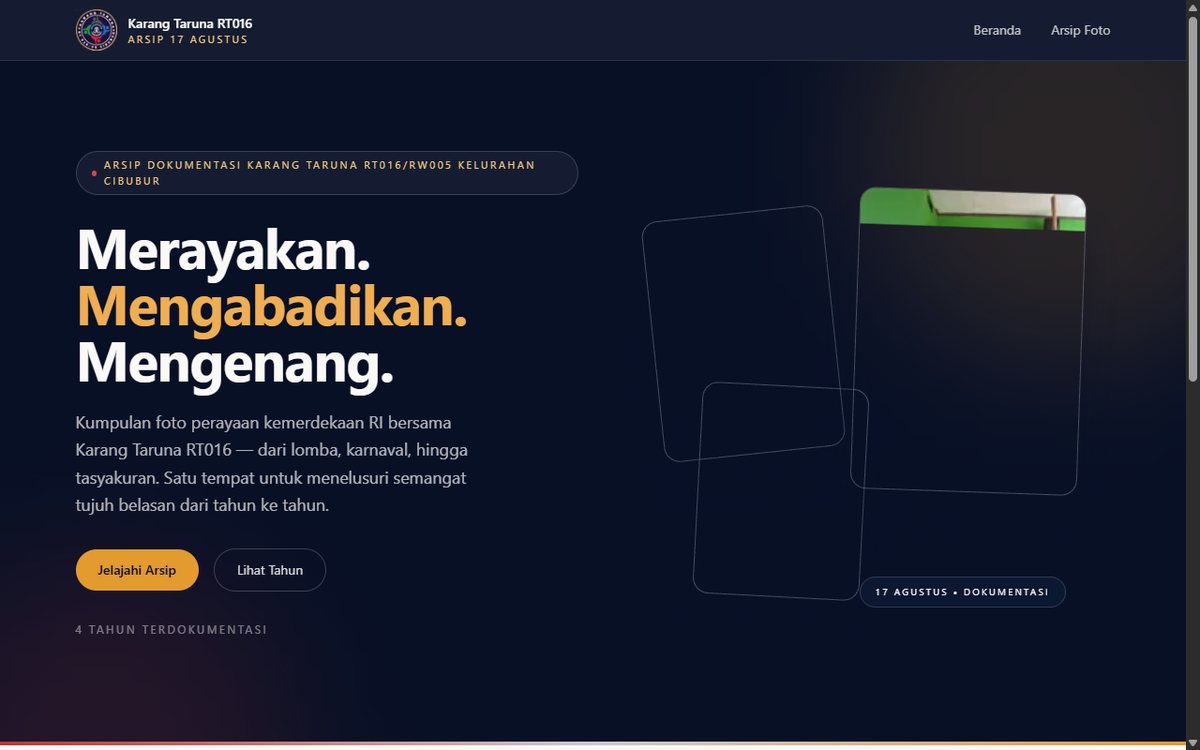 Karang Taruna RT016
ARSIP 17 AGUSTUS
Beranda
Arsip Foto
ARSIP DOKUMENTASI KARANG TARUNA RT016/RW005 KELURAHAN
CIBUBUR
Merayakan.
Mengabadikan.
Mengenang.
Kumpulan foto perayaan kemerdekaan RI bersama
Karang Taruna RT016 — dari lomba, karnaval, hingga
tasyakuran. Satu tempat untuk menelusuri semangat
tujuh belasan dari tahun ke tahun.
Jelajahi Arsip
Lihat Tahun
17 AGUSTUS • DOKUMENTASI
4 TAHUN TERDOKUMENTASI